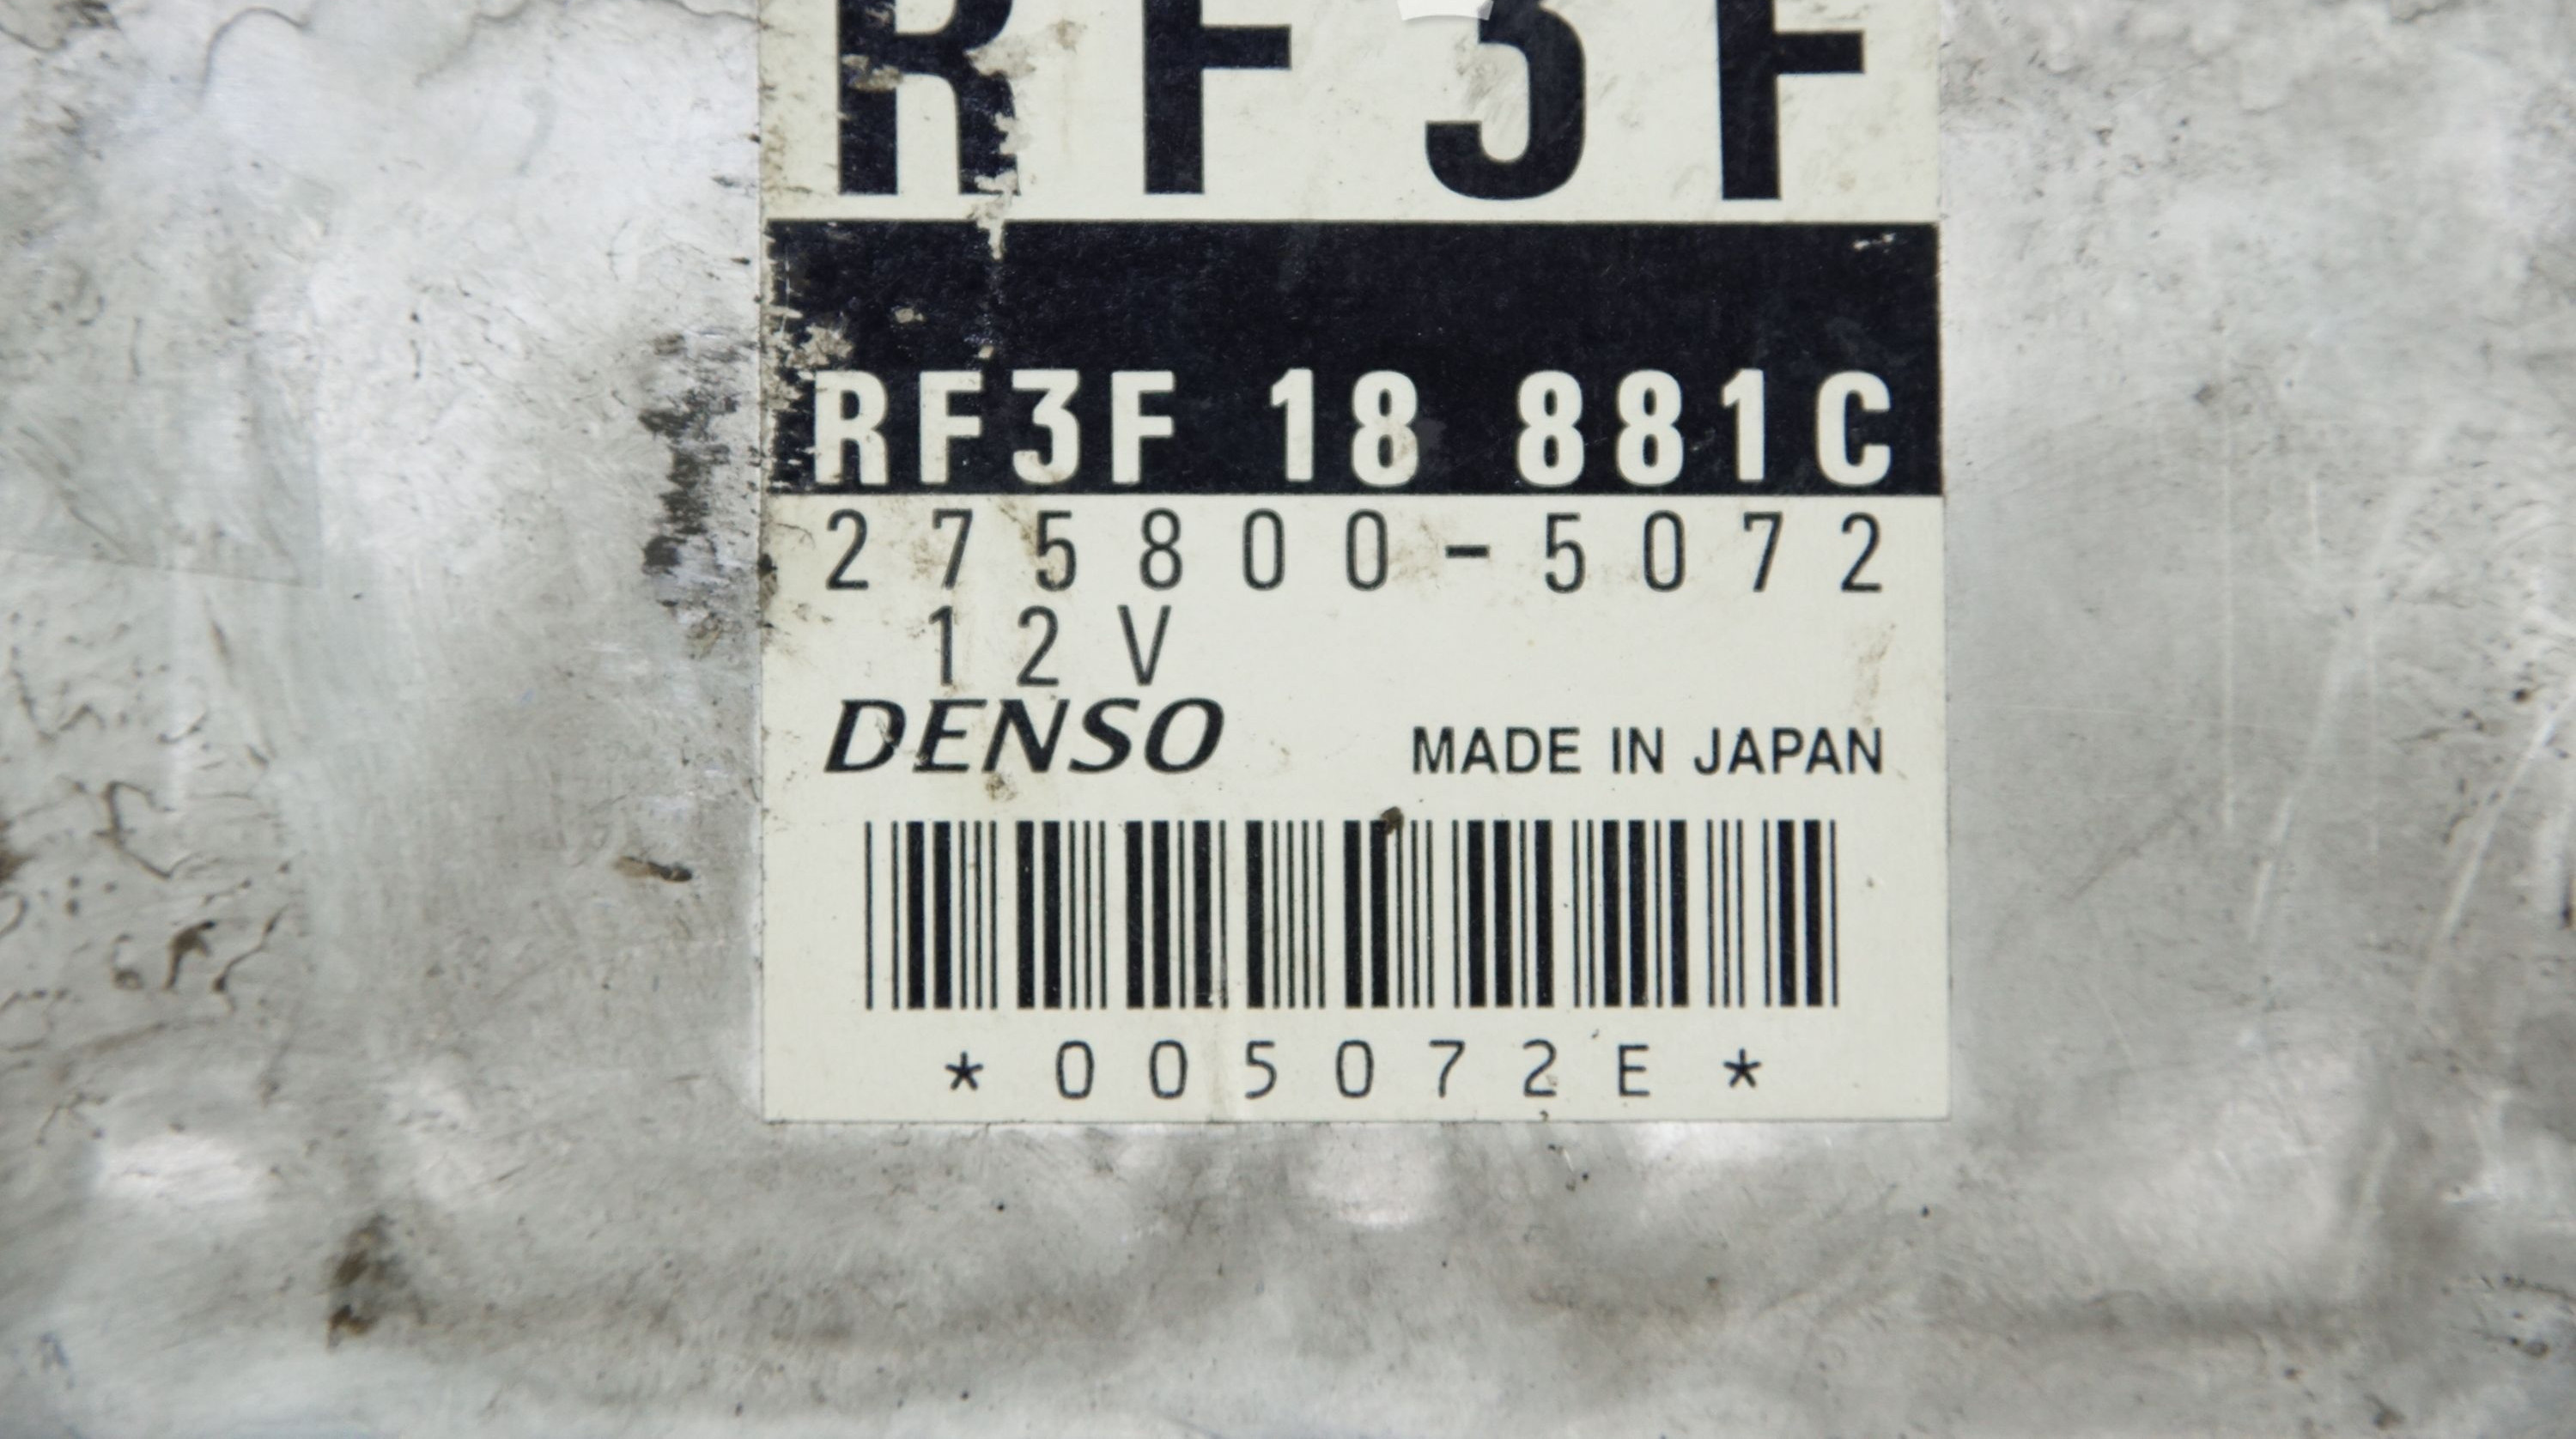 RF3F
RF3F 18 881C
275800-5072
12V
DENSO MADE IN JAPAN
*005072E*